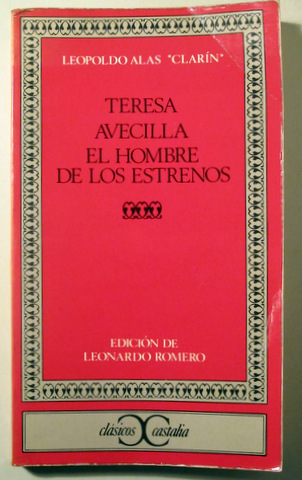 LEOPOLDO ALAS "CLARÍN"
TERESA
AVECILLA
EL HOMBRE
DE LOS ESTRENOS
EDICIÓN DE
LEONARDO ROMERO
clásicos castalia